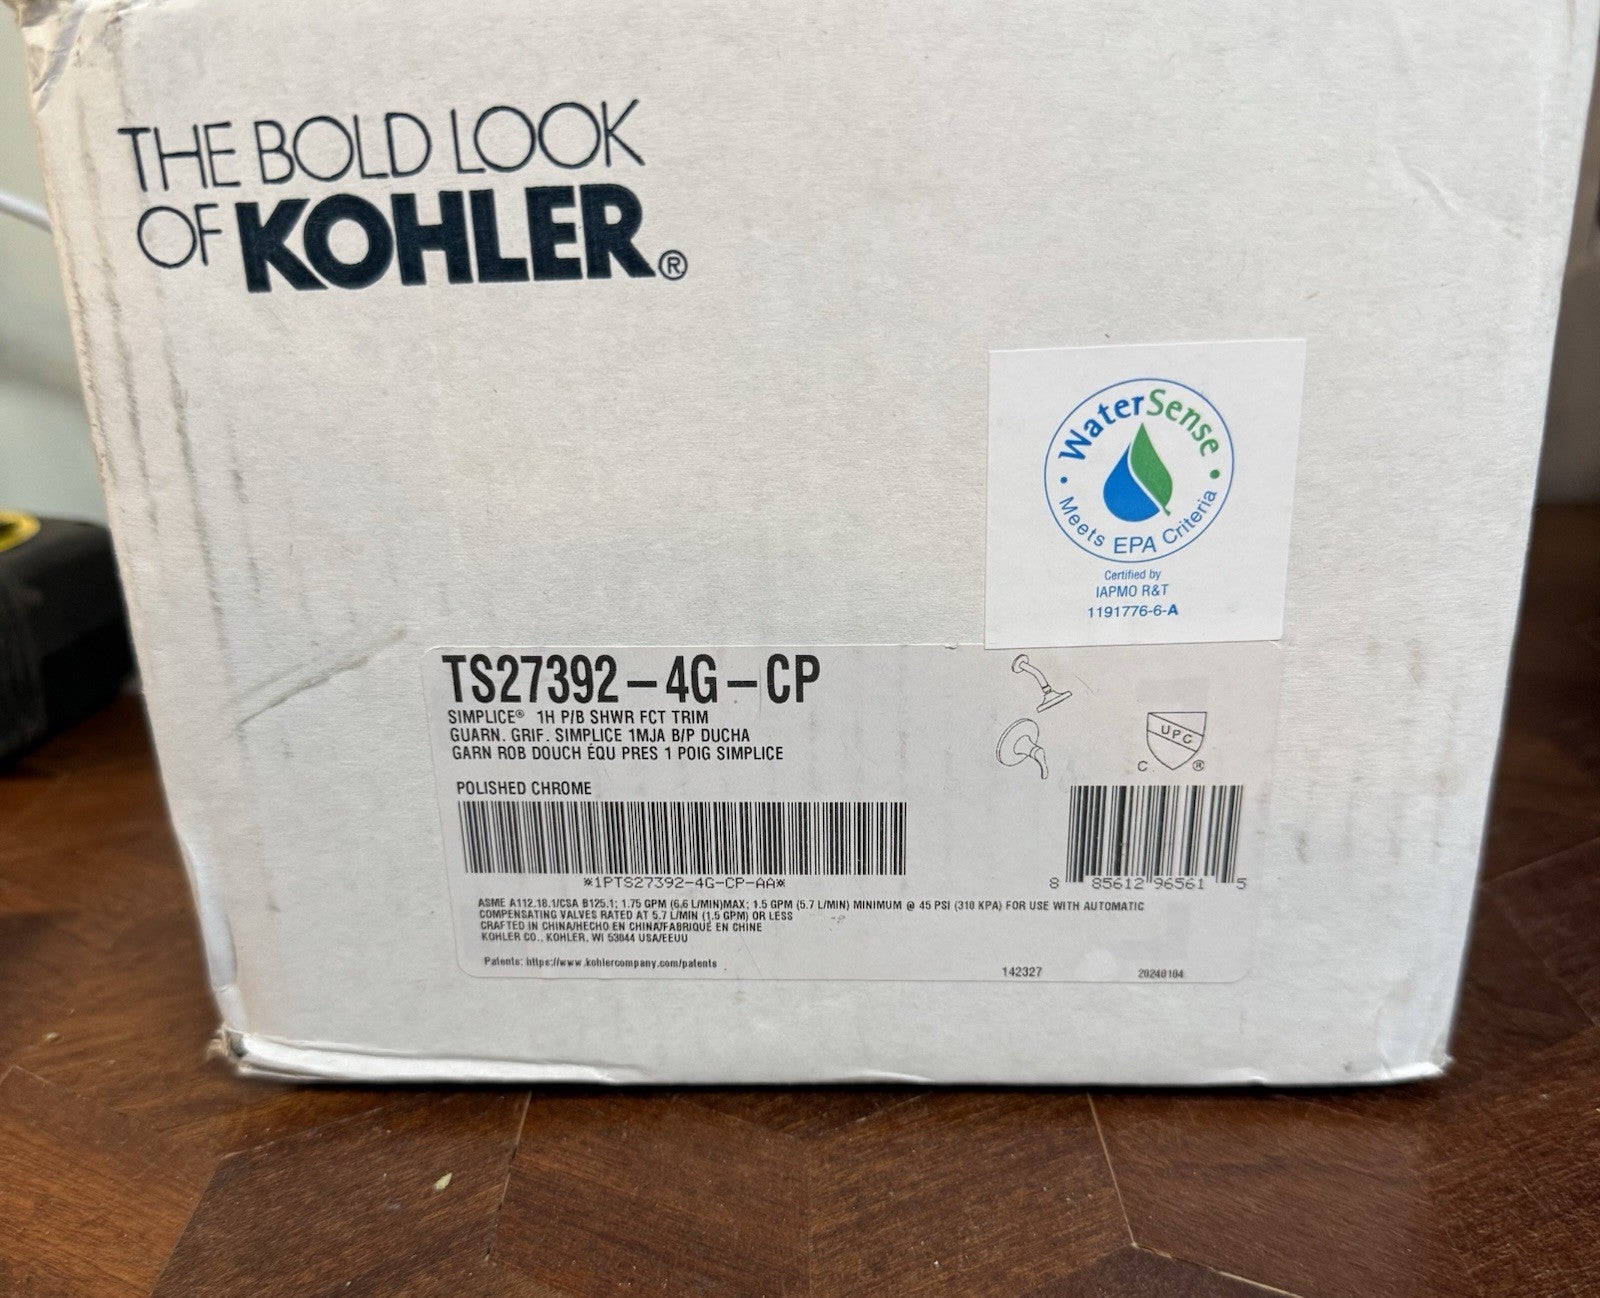 THE BOLD LOOK
OF KOHLER®
WaterSense
Meets EPA Criteria
Certified by
IAPMO R&T
1191776-6-A
TS27392-4G-CP
SIMPLICE® 1H P/B SHWR FCT TRIM
GUARN. GRIF. SIMPLICE 1MJA B/P DUCHA
GARN ROB DOUCH ÉQU PRES 1 POIG SIMPLICE
POLISHED CHROME
UPC
C ®
*1PTS27392-4G-CP-AA*
8 85612 96561 5
ASME A112.18.1/CSA B125.1; 1.75 GPM (6.6 L/MIN)MAX; 1.5 GPM (5.7 L/MIN) MINIMUM @ 45 PSI (310 KPA) FOR USE WITH AUTOMATIC
COMPENSATING VALVES RATED AT 5.7 L/MIN (1.5 GPM) OR LESS
CRAFTED IN CHINA/HECHO EN CHINA/FABRIQUÉ EN CHINE
KOHLER CO., KOHLER, WI 53044 USA/EEUU
Patents: https://www.kohlercompany.com/patents
142327
20240104